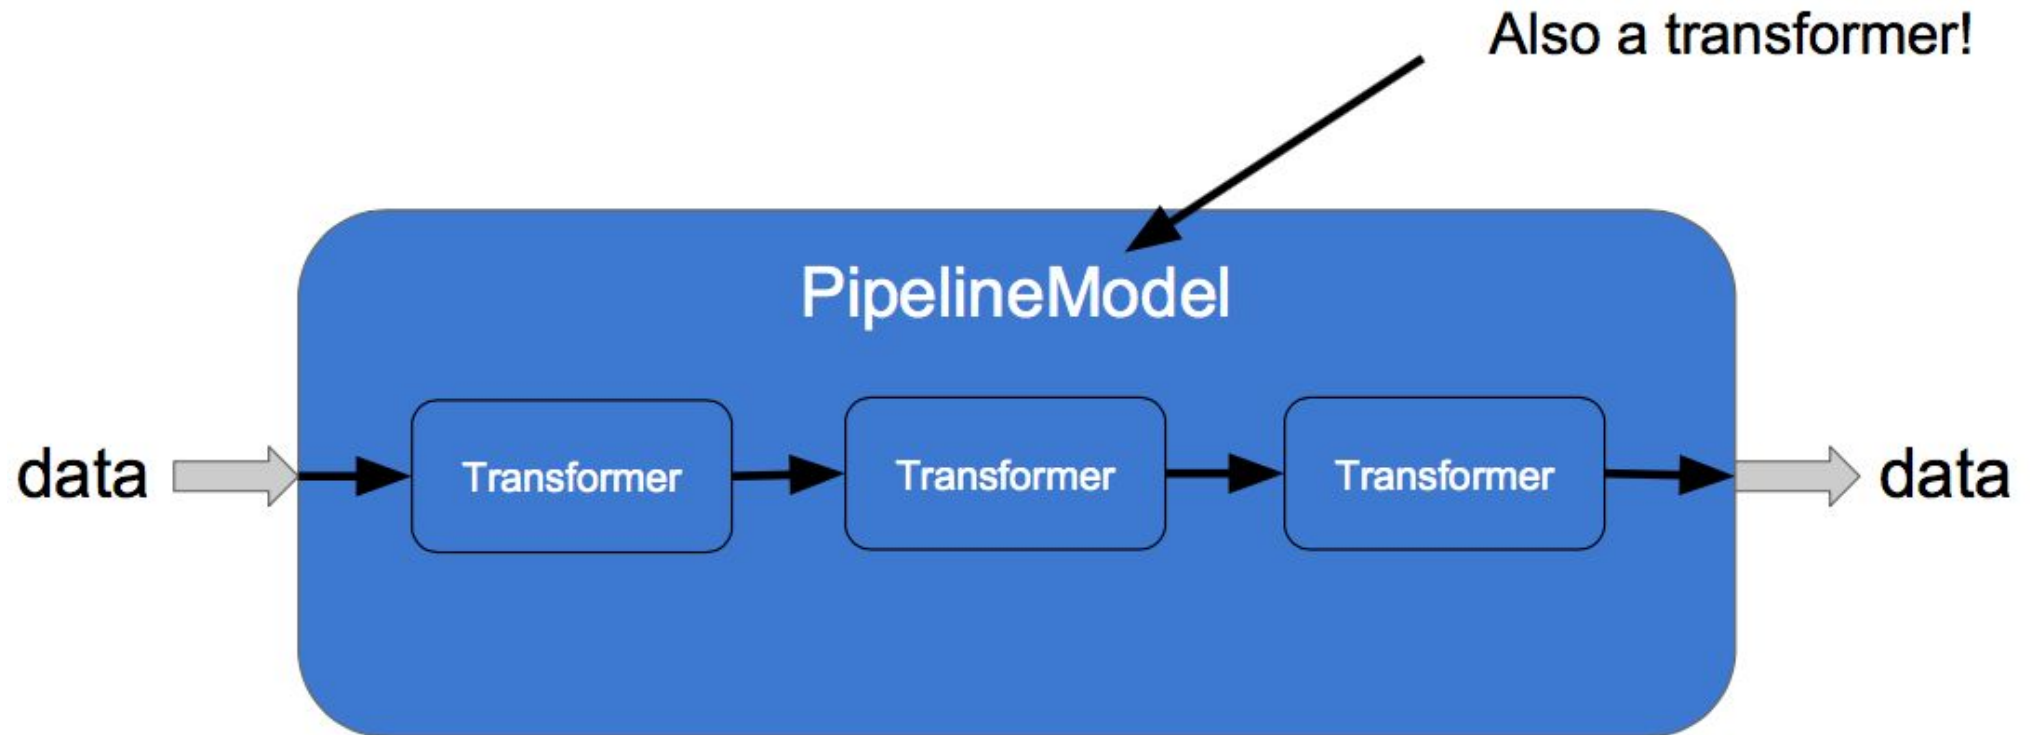 Also a transformer!
PipelineModel
data
Transformer
Transformer
Transformer
data